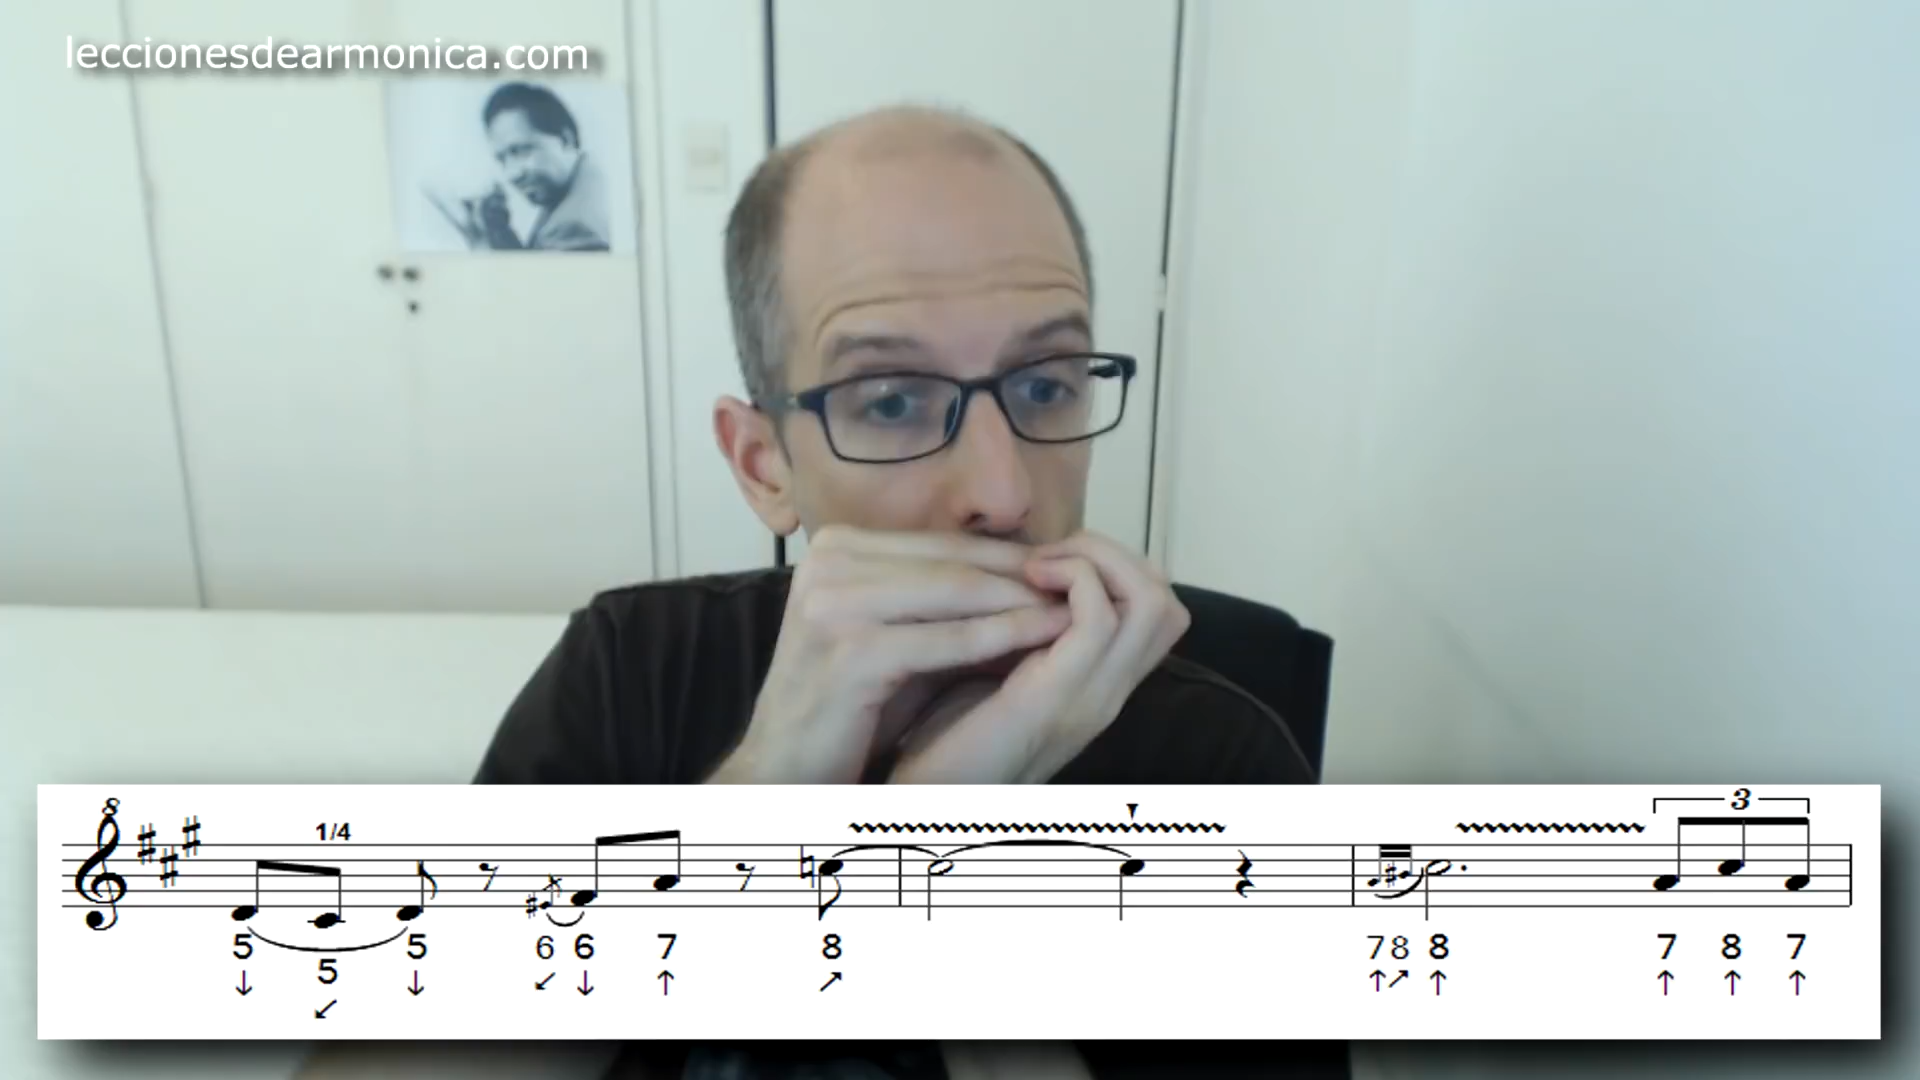 leccionesdearmonica.com
8
1/4
3
5 5 5 6 6 7 8 7 8 8 7 8 7
↓ ↙ ↓ ↙ ↓ ↑ ↗ ↑ ↗ ↑ ↑ ↑ ↑